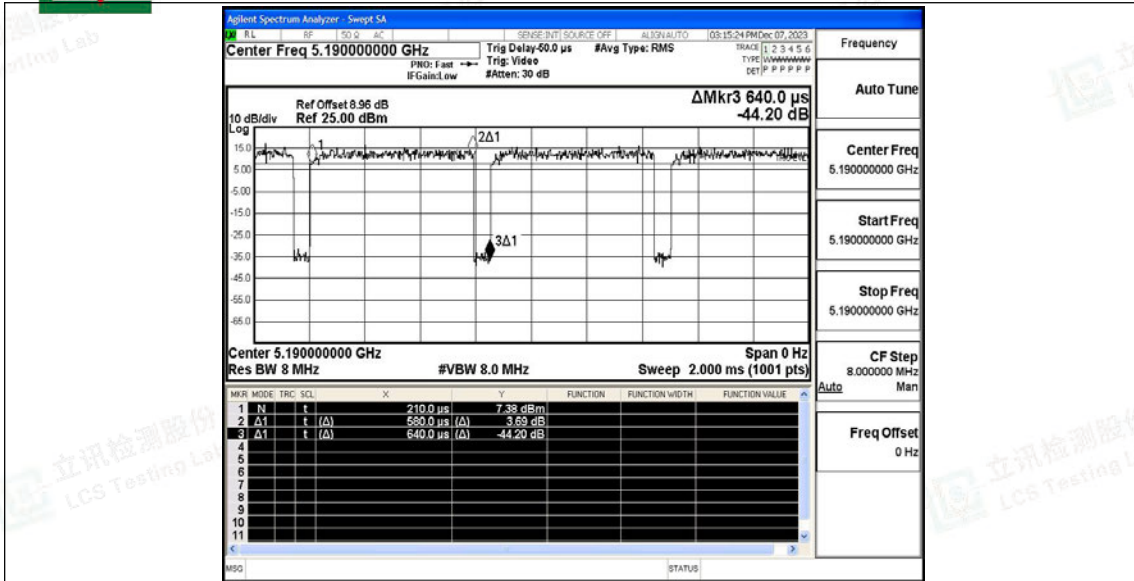 Agilent Spectrum Analyzer - Swept SA
RL RF 50 Ω AC SENSE:INT SOURCE OFF ALIGN AUTO 03:15:24 PM Dec 07, 2023
Center Freq 5.190000000 GHz
PNO: Fast
IFGain:Low
Trig Delay-50.0 µs
Trig: Video
#Atten: 30 dB
#Avg Type: RMS
TRACE 1 2 3 4 5 6
TYPE WWWWWW
DET P P P P P P
Frequency
Auto Tune
Center Freq
5.190000000 GHz
Start Freq
5.190000000 GHz
Stop Freq
5.190000000 GHz
CF Step
8.000000 MHz
Auto Man
Freq Offset
0 Hz
ΔMkr3 640.0 µs
-44.20 dB
Ref Offset 8.96 dB
10 dB/div Ref 25.00 dBm
Log
15.0
5.00
-5.00
-15.0
-25.0
-35.0
-45.0
-55.0
-65.0
1
2Δ1
3Δ1
Center 5.190000000 GHz Span 0 Hz
Res BW 8 MHz #VBW 8.0 MHz Sweep 2.000 ms (1001 pts)
MKR MODE TRC SCL X Y FUNCTION FUNCTION WIDTH FUNCTION VALUE
1 N t 210.0 µs 7.38 dBm
2 Δ1 t (Δ) 580.0 µs (Δ) 3.69 dB
3 Δ1 t (Δ) 640.0 µs (Δ) -44.20 dB
4
5
6
7
8
9
10
11
MSG STATUS
立讯检测股份
LCS Testing Lab
立讯检测股份
LCS Testing L